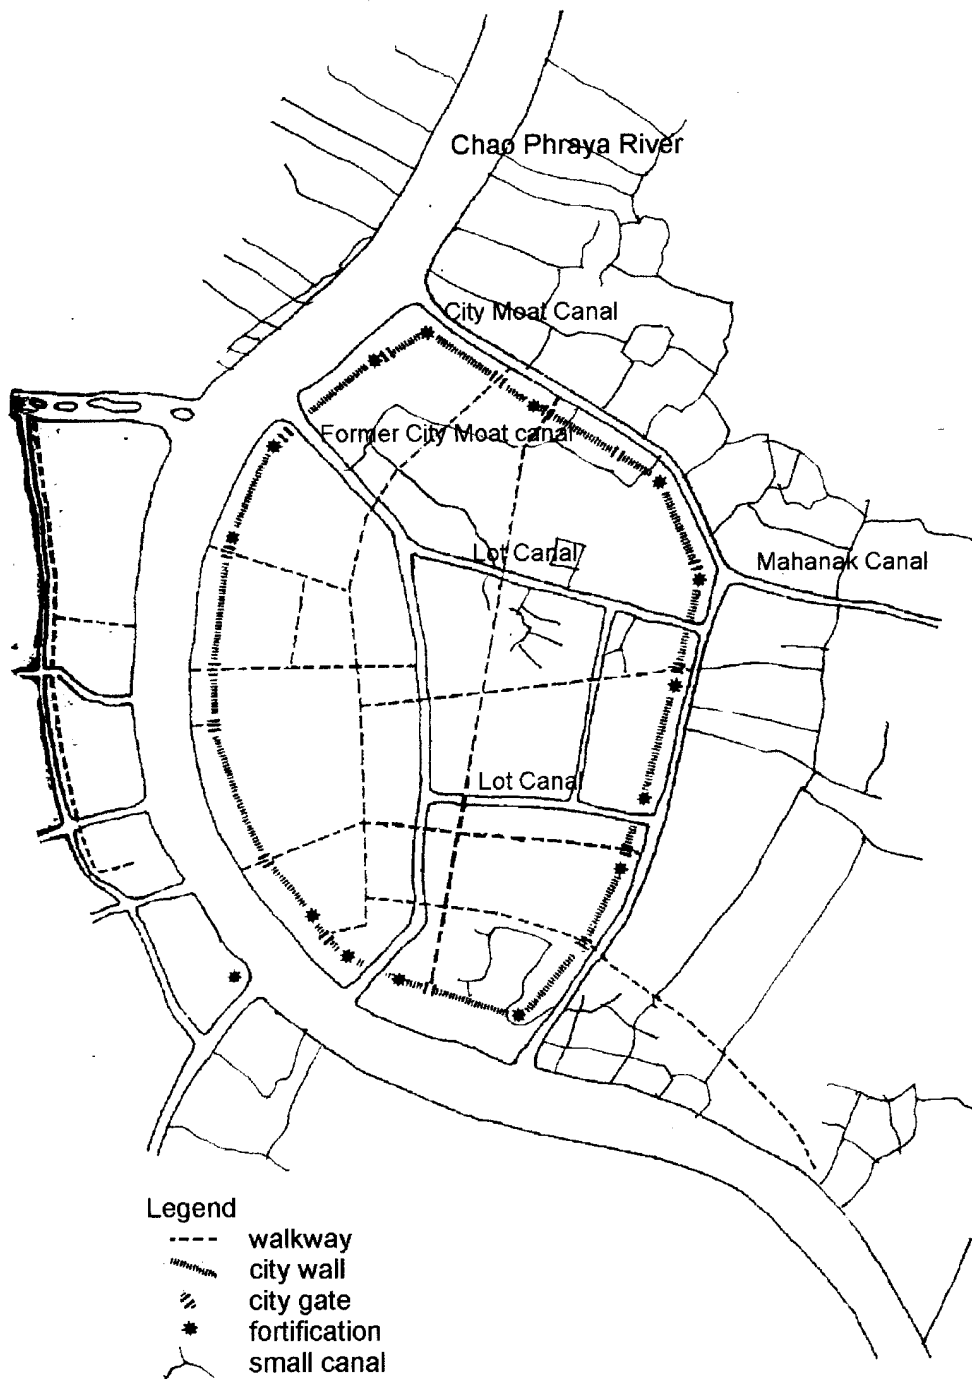 Chao Phraya River
City Moat Canal
Former City Moat canal
Lot Canal
Mahanak Canal
Lot Canal
Legend
walkway
city wall
city gate
fortification
small canal